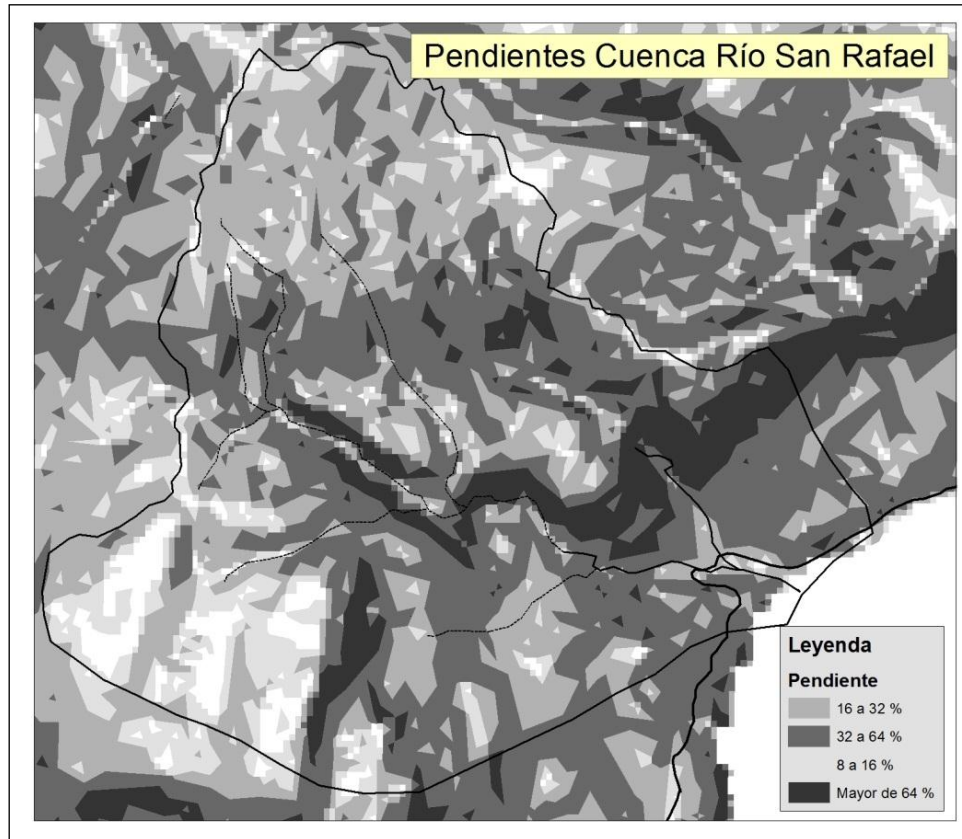 Pendientes Cuenca Río San Rafael
Leyenda
Pendiente
16 a 32 %
32 a 64 %
8 a 16 %
Mayor de 64 %